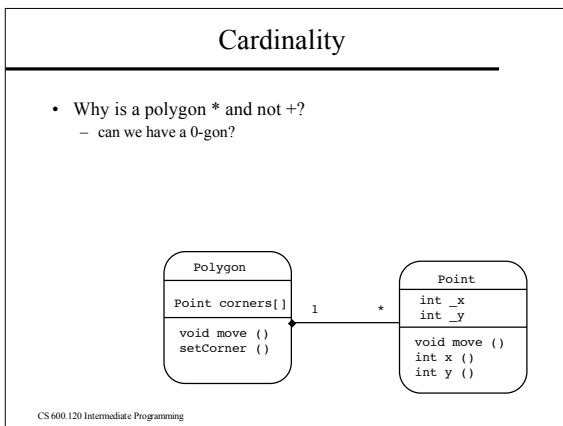 Cardinality
• Why is a polygon * and not +?
– can we have a 0-gon?
Polygon
Point corners[]
void move ()
setCorner ()
1
*
Point
int _x
int _y
void move ()
int x ()
int y ()
CS 600.120 Intermediate Programming